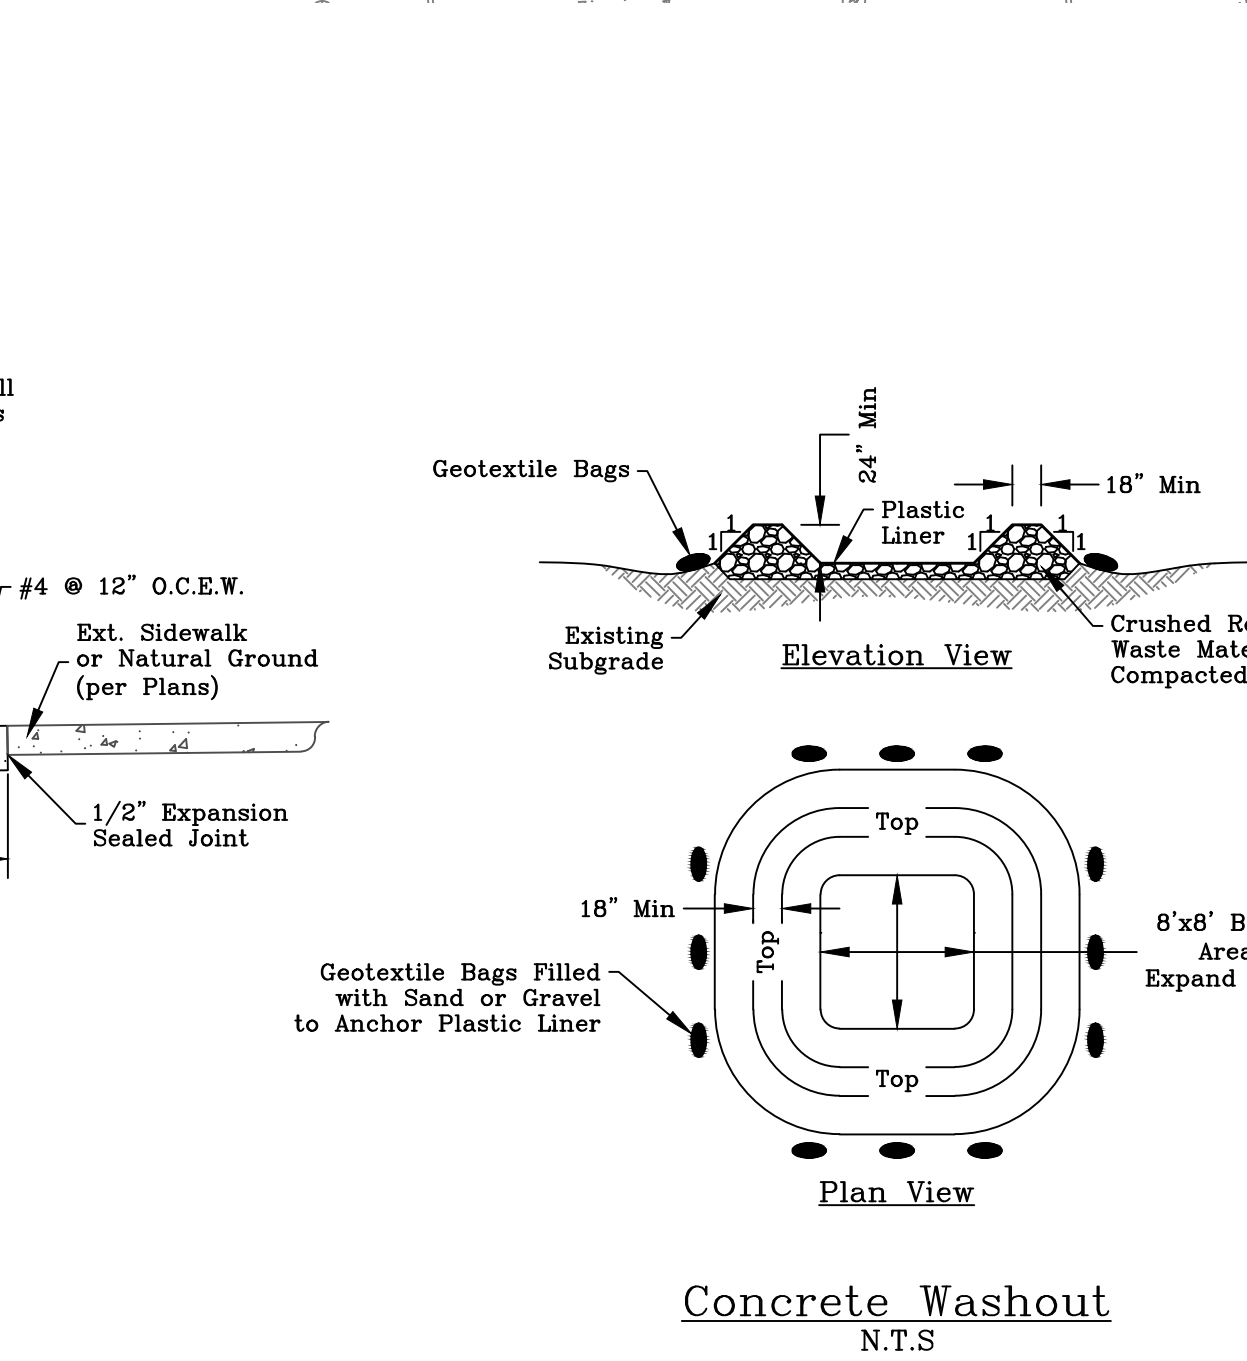 ll
s
#4 @ 12" O.C.E.W.
Ext. Sidewalk
or Natural Ground
(per Plans)
1/2" Expansion
Sealed Joint
24" Min
Geotextile Bags
18" Min
Plastic
Liner
1
1
1
1
1
1
Existing
Subgrade
Elevation View
Crushed
Waste
Compacted
Top
18" Min
Top
8'x8'
Expand
Geotextile Bags Filled
with Sand or Gravel
to Anchor Plastic Liner
Top
Plan View
Concrete Washout
N.T.S